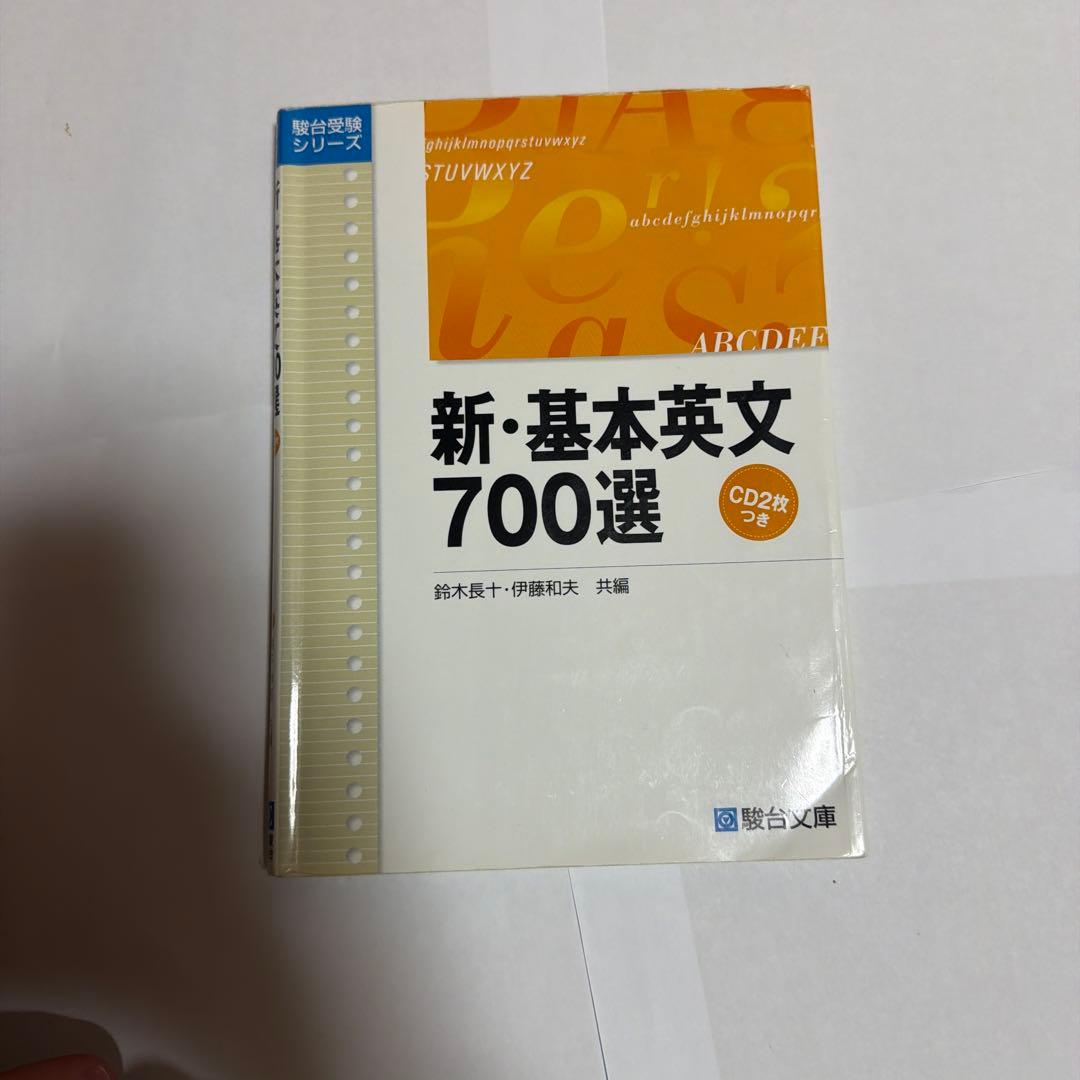 駿台受験
シリーズ
ghijklmnopqrstuvwxyz
STUVWXYZ
abcdefghijklmnopqr
ABCDEF
新・基本英文
700選
CD2枚
つき
鈴木長十・伊藤和夫 共編
駿台文庫